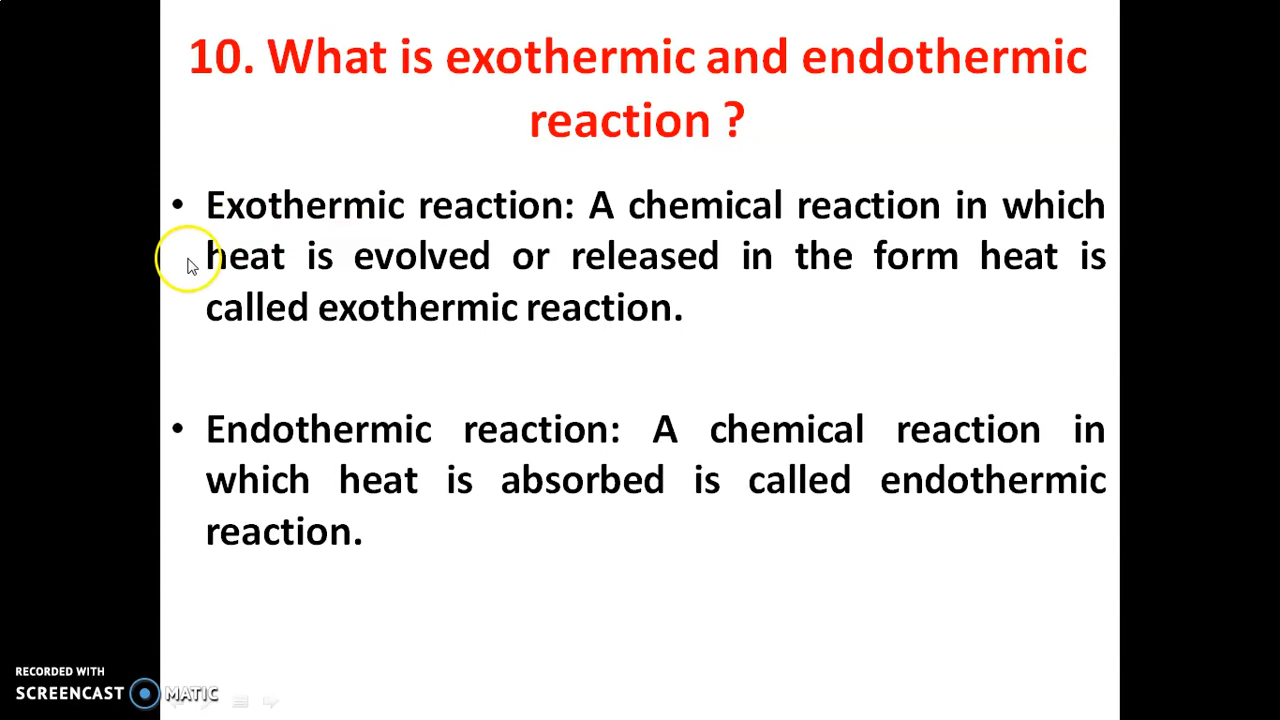 10. What is exothermic and endothermic
reaction ?
• Exothermic reaction: A chemical reaction in which
heat is evolved or released in the form heat is
called exothermic reaction.
• Endothermic reaction: A chemical reaction in
which heat is absorbed is called endothermic
reaction.
RECORDED WITH
SCREENCAST MATIC